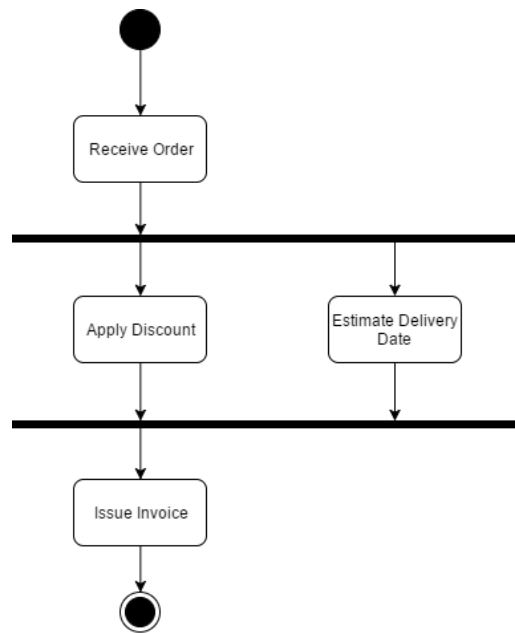 Receive Order
Apply Discount
Estimate Delivery
Date
Issue Invoice